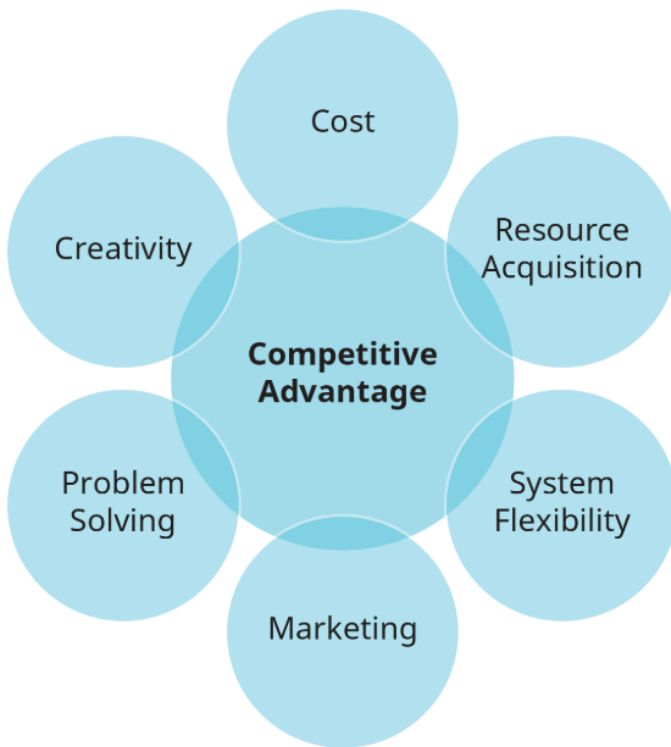 Cost
Creativity
Resource
Acquisition
Competitive
Advantage
Problem
Solving
System
Flexibility
Marketing